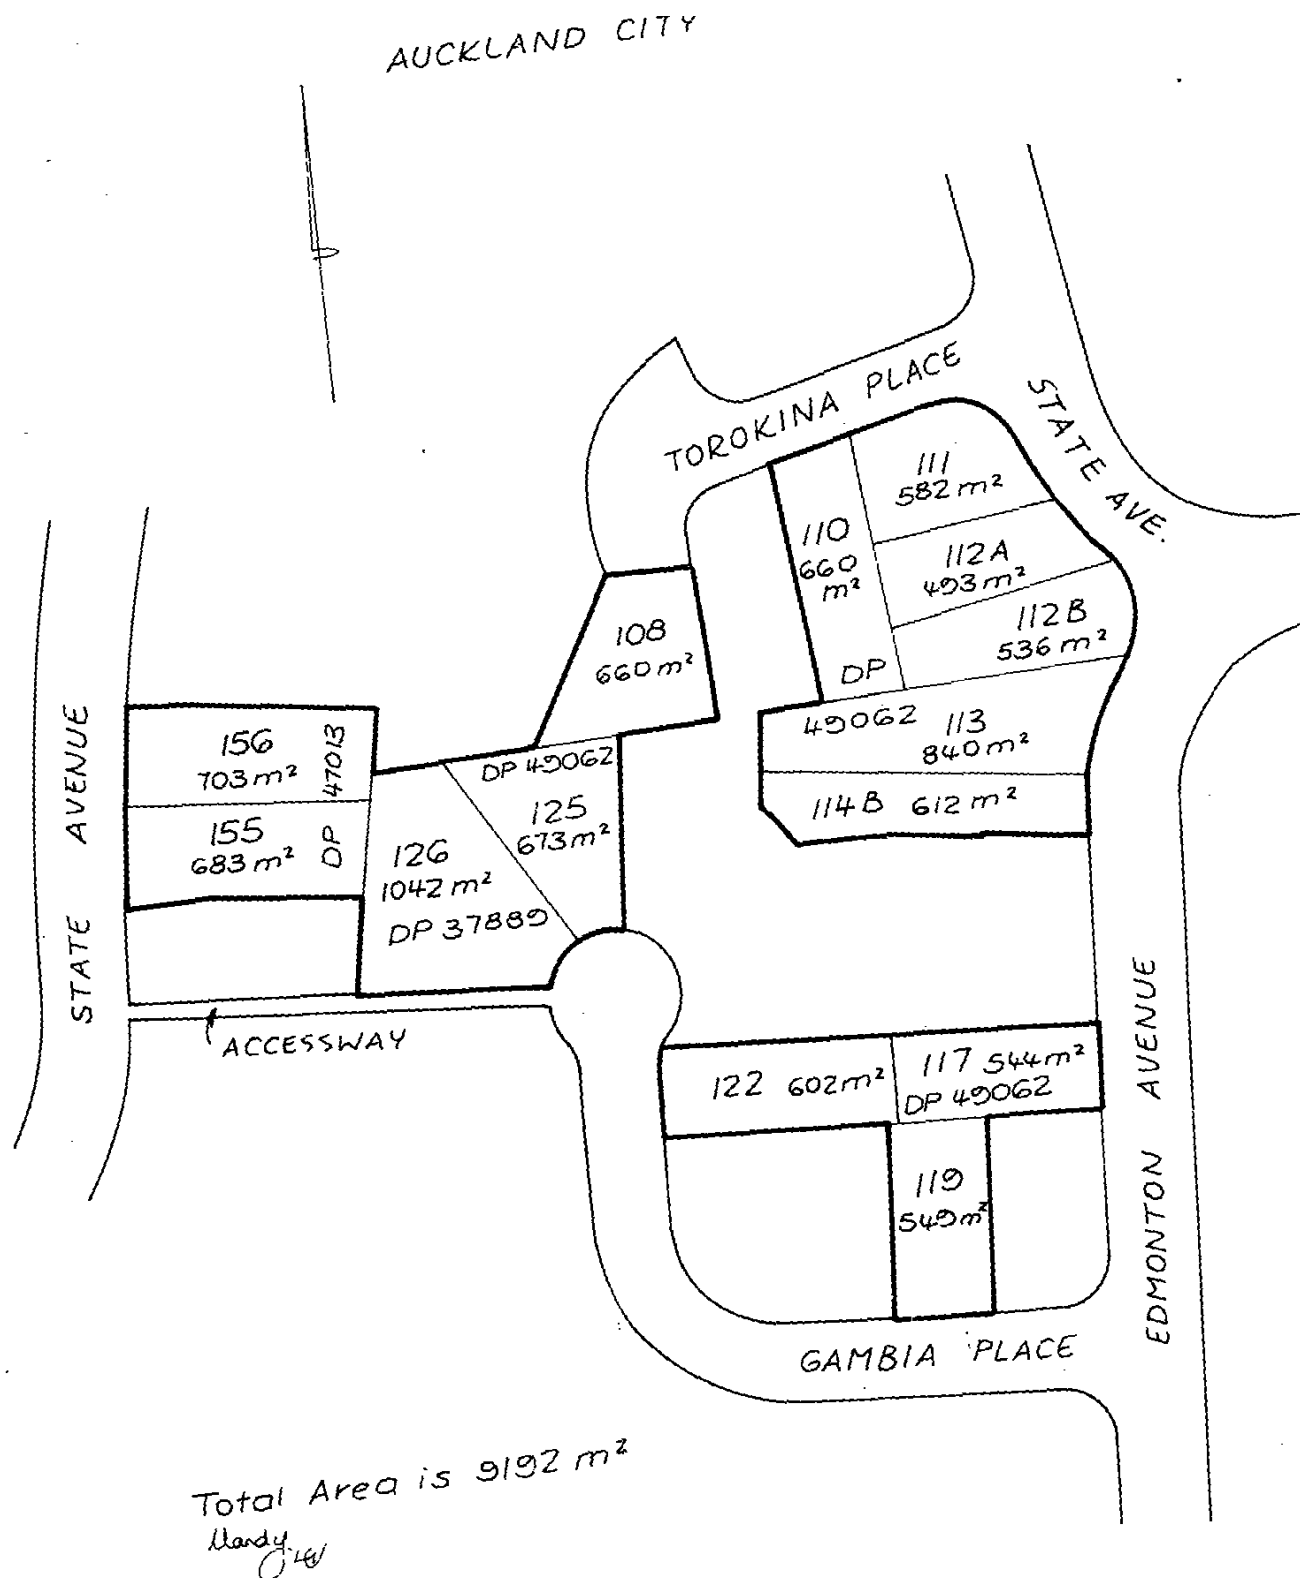 AUCKLAND CITY
TOROKINA PLACE
STATE AVE.
111
582 m²
110
660
m²
112A
493 m²
112B
536 m²
108
660 m²
DP
49062 113
840 m²
114B 612 m²
STATE AVENUE
156
703 m²
155
683 m²
DP 47013
DP 49062
125
673 m²
126
1042 m²
DP 37889
ACCESSWAY
122 602 m²
117 544 m²
DP 49062
119
549 m²
EDMONTON AVENUE
GAMBIA PLACE
Total Area is 9192 m²